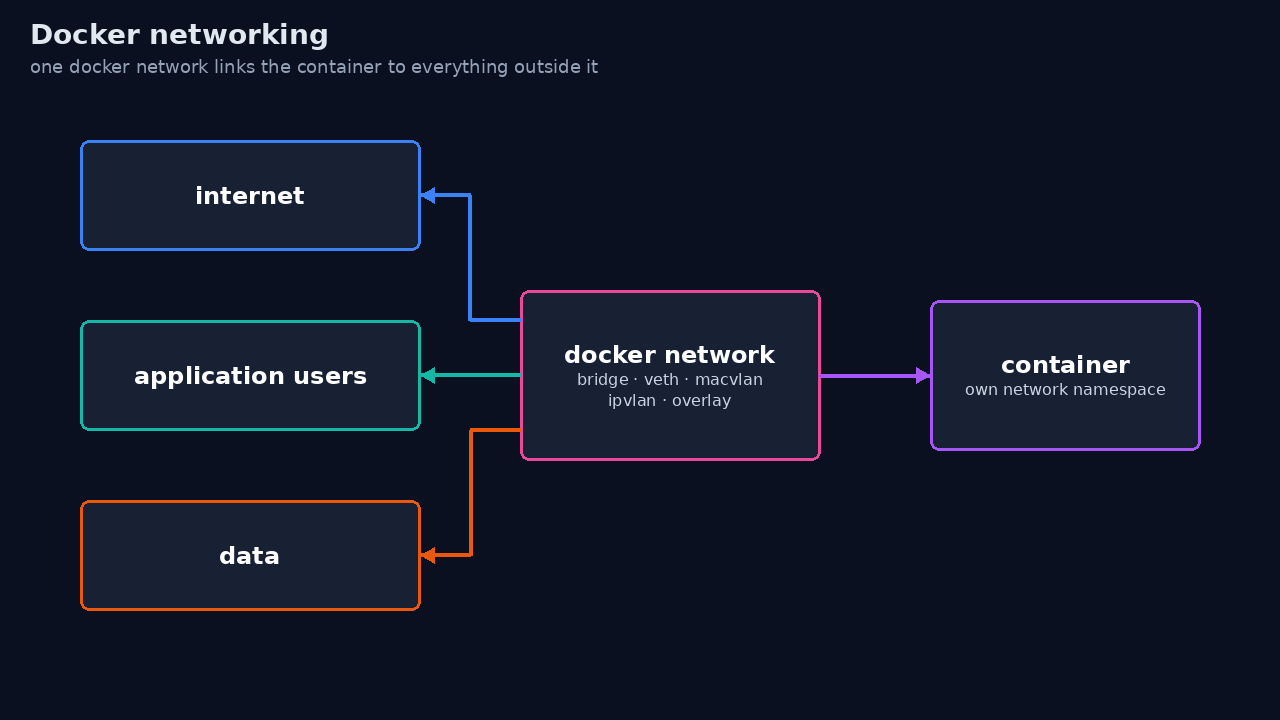 Docker networking
one docker network links the container to everything outside it
internet
application users
data
docker network
bridge · veth · macvlan
ipvlan · overlay
container
own network namespace